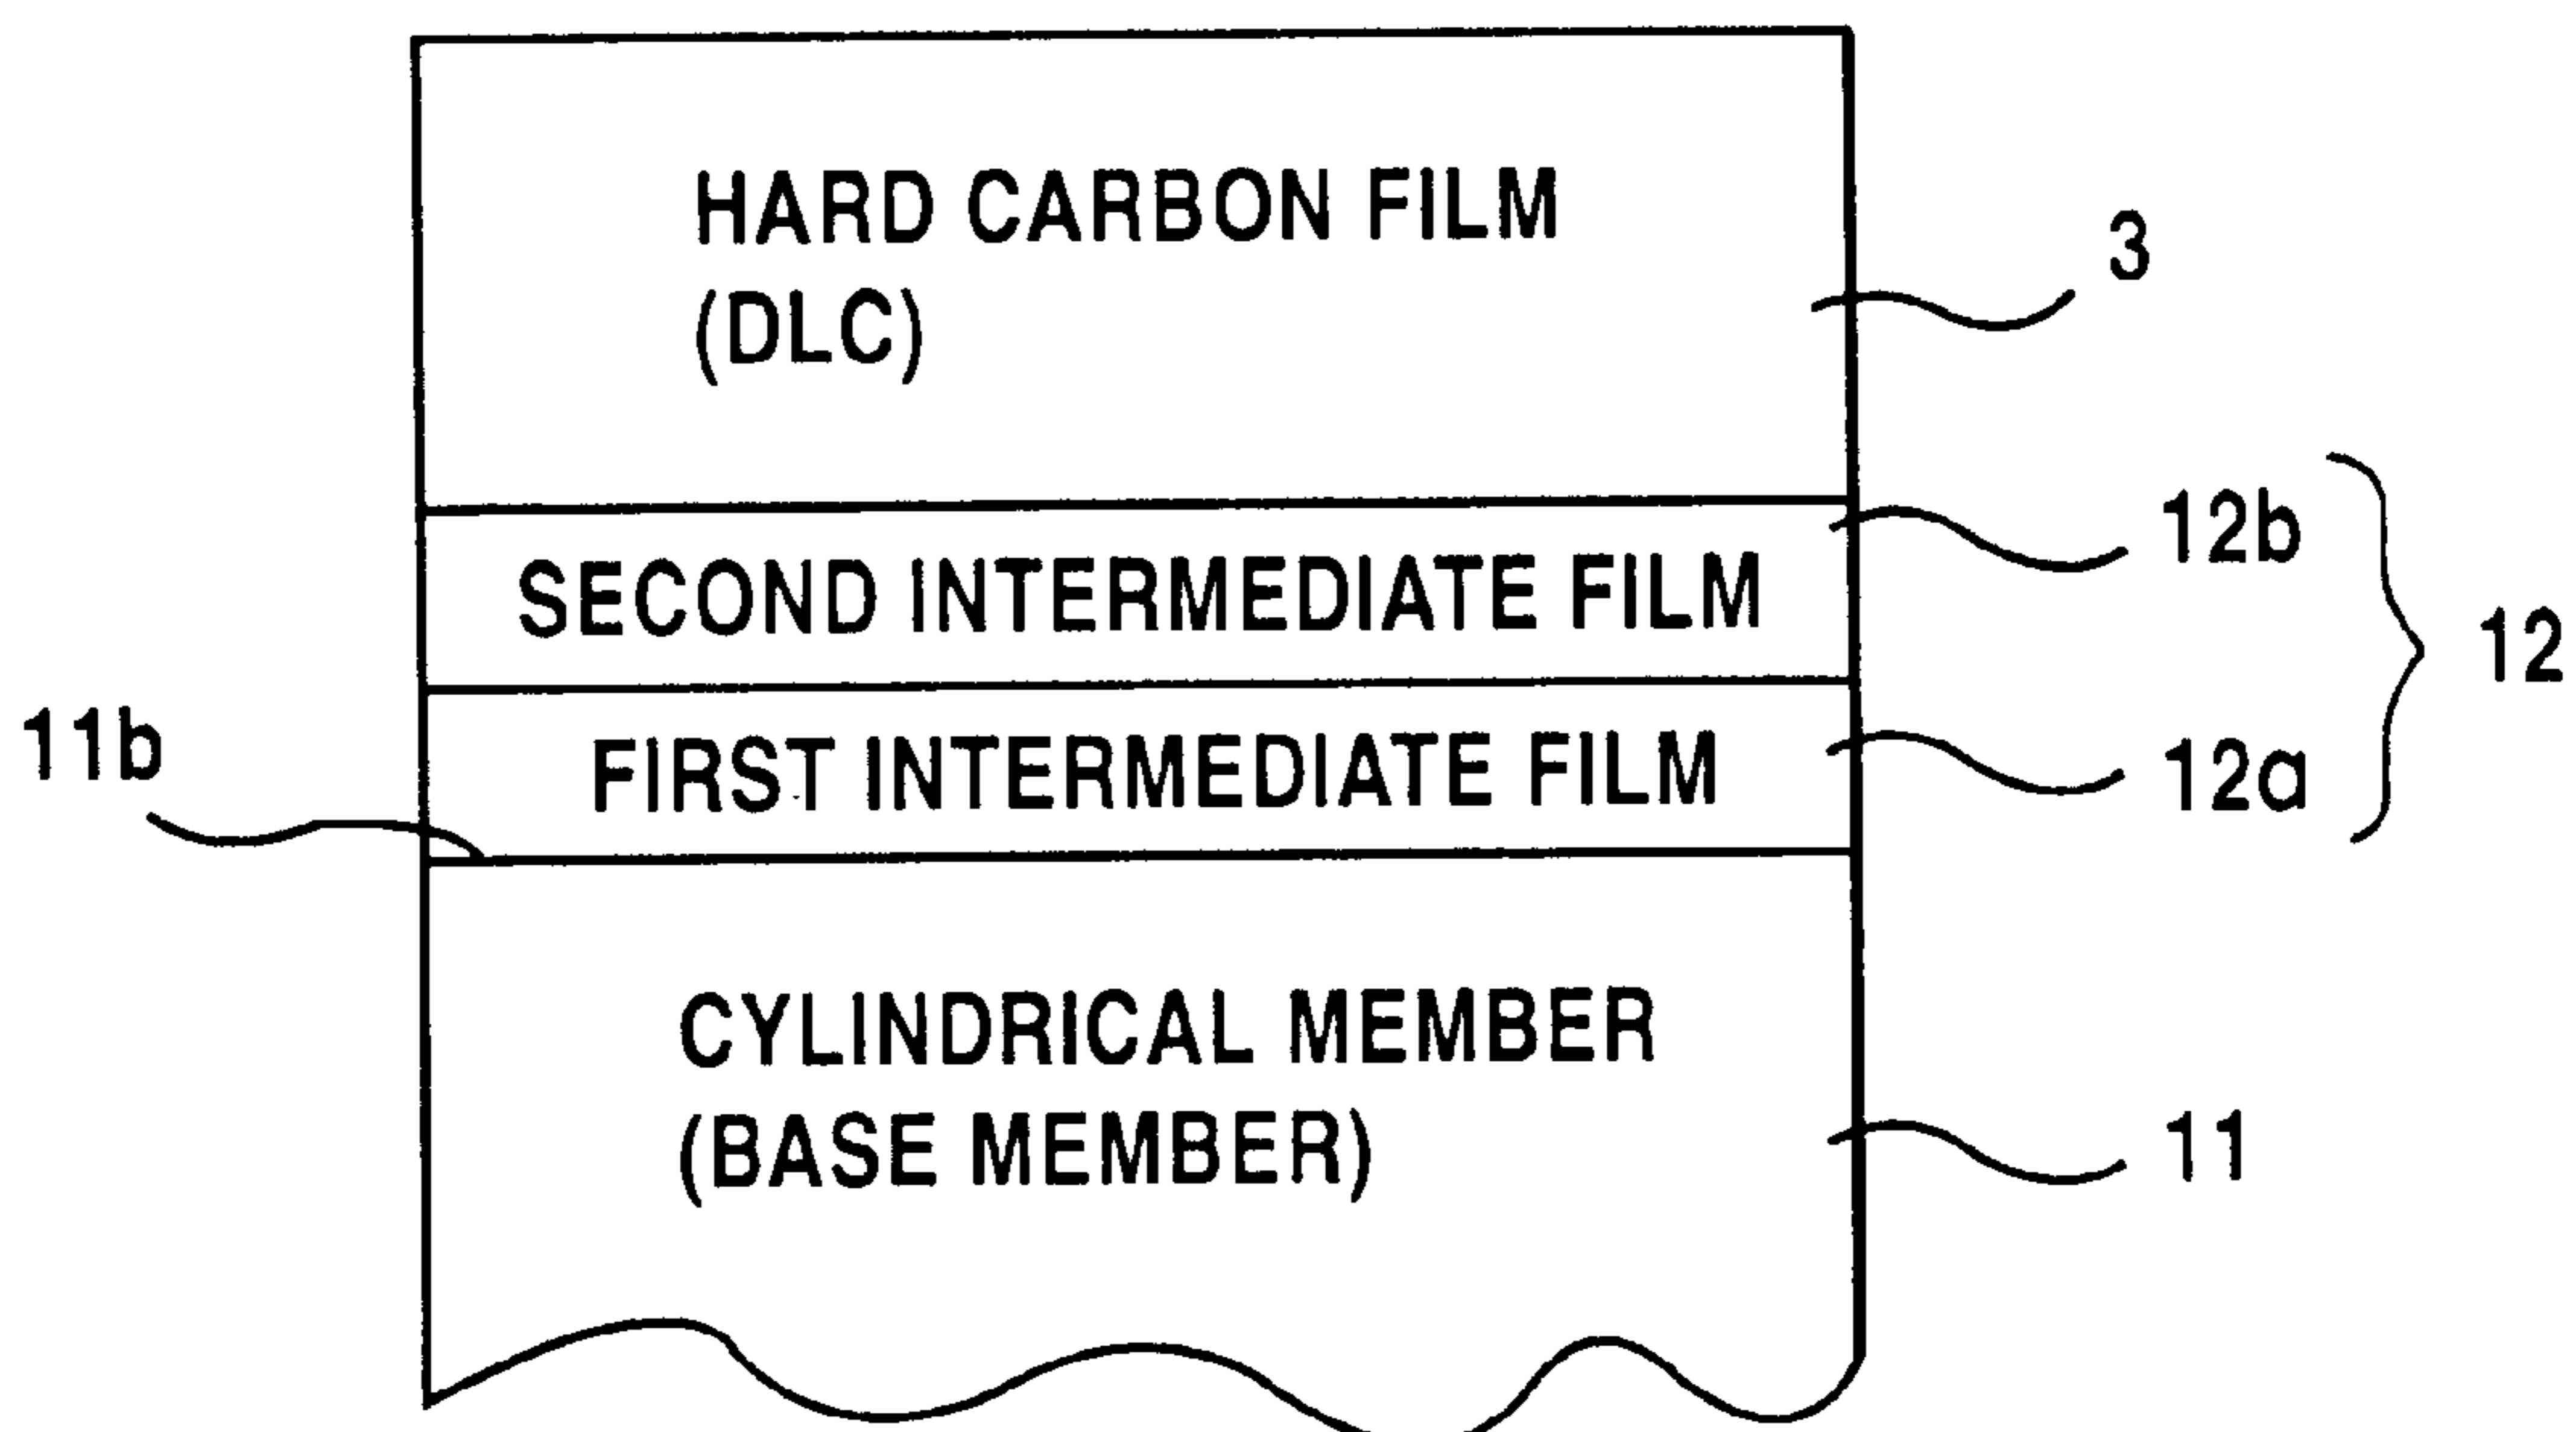 HARD CARBON FILM
(DLC)
3
12b
SECOND INTERMEDIATE FILM
12
11b
FIRST INTERMEDIATE FILM
12a
CYLINDRICAL MEMBER
(BASE MEMBER)
11